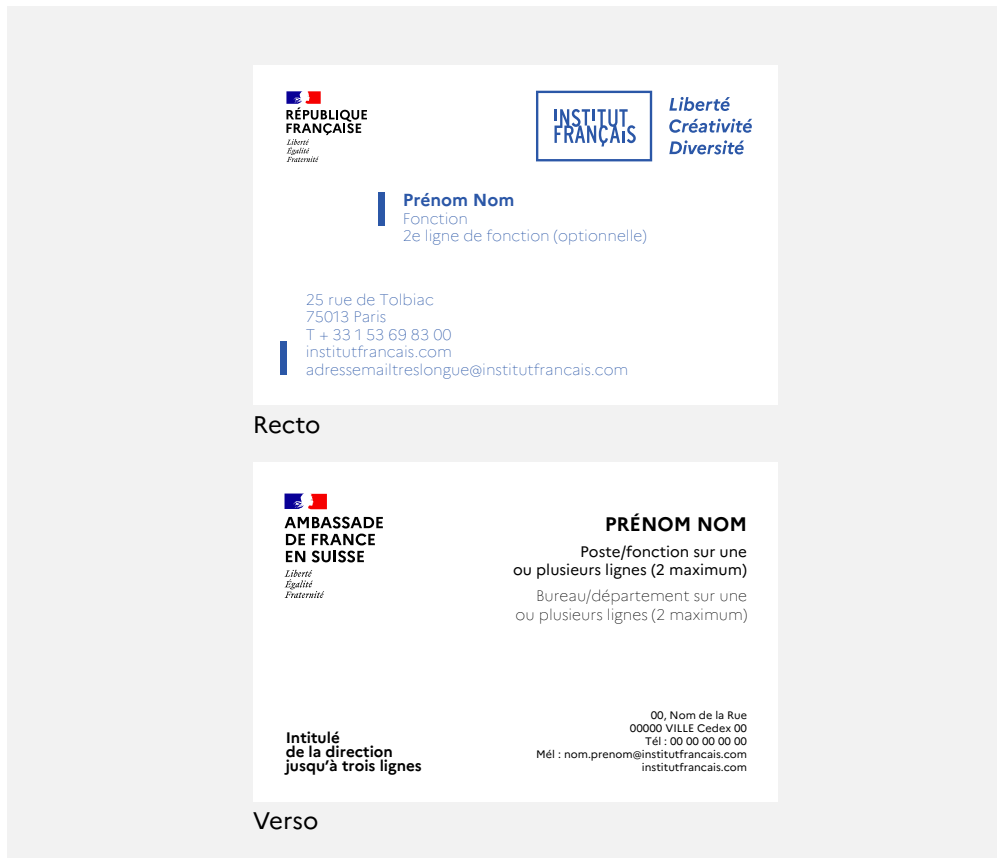 RÉPUBLIQUE
FRANÇAISE
Liberté
Égalité
Fraternité
INSTITUT
FRANÇAIS
Liberté
Créativité
Diversité
Prénom Nom
Fonction
2e ligne de fonction (optionnelle)
25 rue de Tolbiac
75013 Paris
T + 33 1 53 69 83 00
institutfrancais.com
adressemailtreslongue@institutfrancais.com
Recto
AMBASSADE
DE FRANCE
EN SUISSE
Liberté
Égalité
Fraternité
PRÉNOM NOM
Poste/fonction sur une
ou plusieurs lignes (2 maximum)
Bureau/département sur une
ou plusieurs lignes (2 maximum)
Intitulé
de la direction
jusqu'à trois lignes
00, Nom de la Rue
00000 VILLE Cedex 00
Tél : 00 00 00 00 00
Mél : nom.prenom@institutfrancais.com
institutfrancais.com
Verso